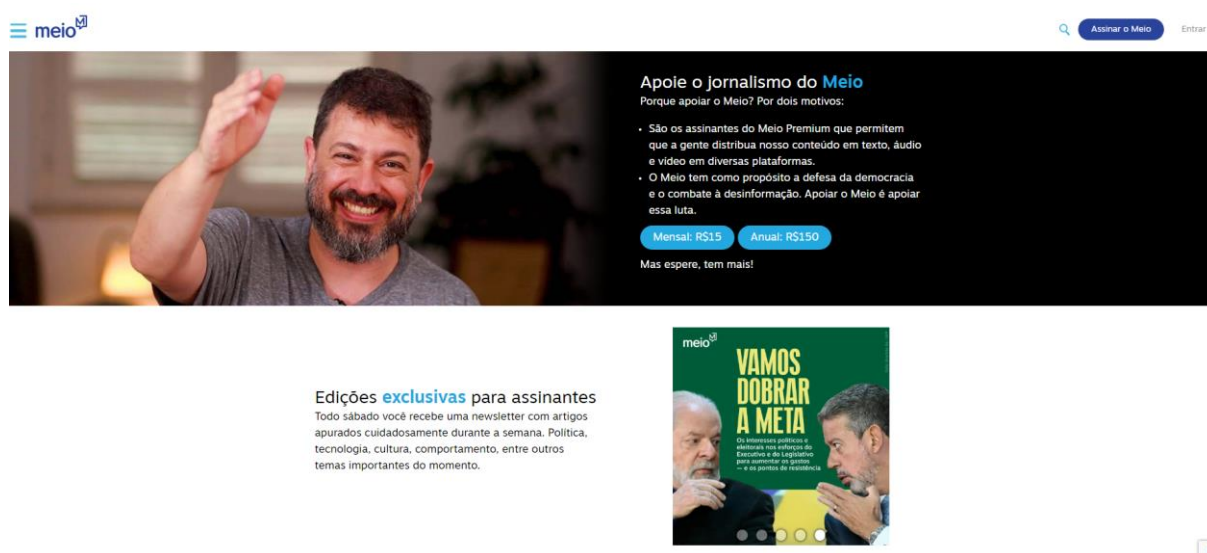 meio
Assinar o Meio
Entrar
Apoie o jornalismo do Meio
Porque apoiar o Meio? Por dois motivos:
• São os assinantes do Meio Premium que permitem
que a gente distribua nosso conteúdo em texto, áudio
e vídeo em diversas plataformas.
• O Meio tem como propósito a defesa da democracia
e o combate à desinformação. Apoiar o Meio é apoiar
essa luta.
Mensal: R$15
Anual: R$150
Mas espere, tem mais!
Edições exclusivas para assinantes
Todo sábado você recebe uma newsletter com artigos
apurados cuidadosamente durante a semana. Política,
tecnologia, cultura, comportamento, entre outros
temas importantes do momento.
meio
VAMOS
DOBRAR
A META
Os interesses políticos e
eleitorais nos esforços do
Executivo e do Legislativo
para aumentar os gastos
— e os pontos de resistência